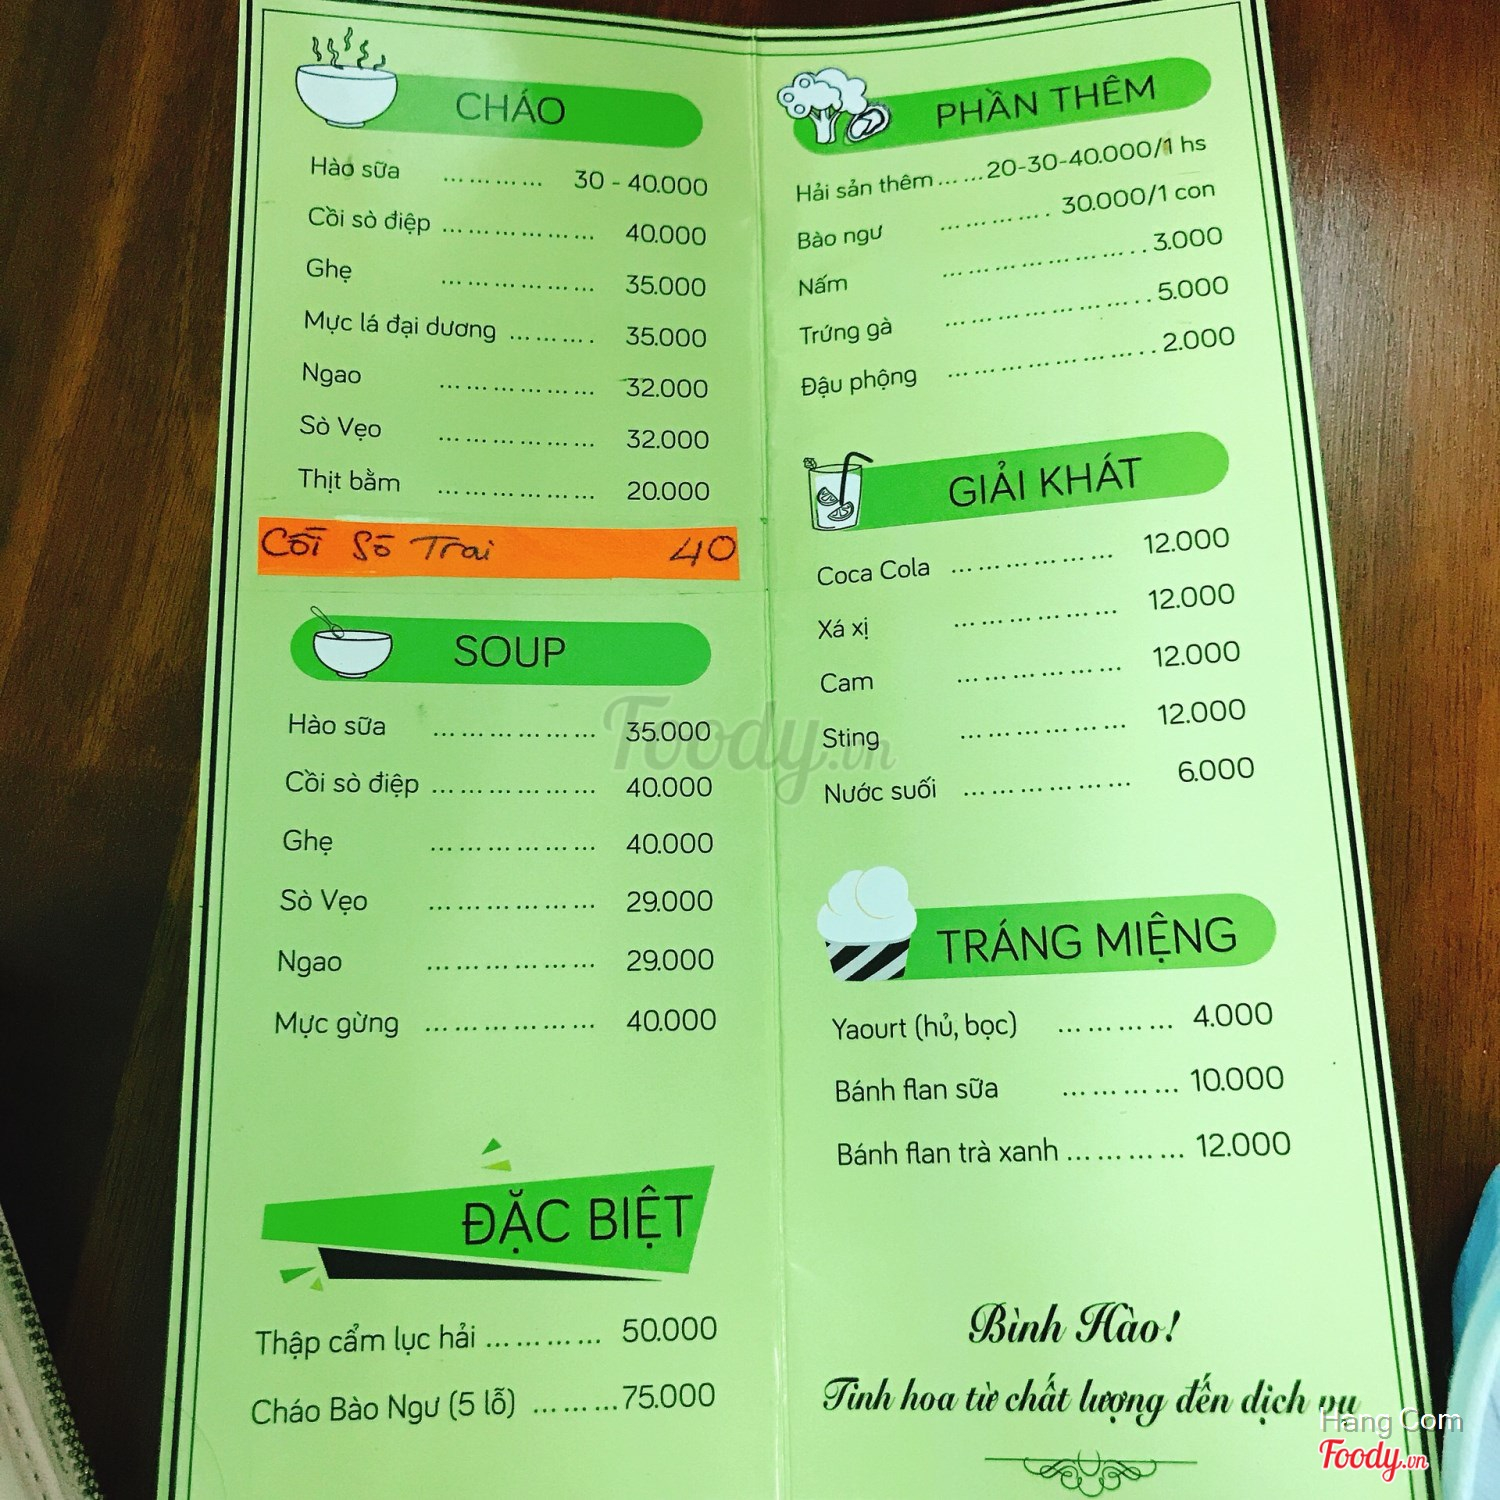 CHÁO
Hào sữa ………… 30 - 40.000
Cồi sò điệp ……………… 40.000
Ghẹ ……………… 35.000
Mực lá đại dương ………. 35.000
Ngao ……………… 32.000
Sò Vẹo ……………… 32.000
Thịt bằm ……………… 20.000
Cồi Sò Trai 40
SOUP
Hào sữa ……………… 35.000
Cồi sò điệp ……………… 40.000
Ghẹ ……………… 40.000
Sò Vẹo ……………… 29.000
Ngao ……………… 29.000
Mực gừng ……………… 40.000
ĐẶC BIỆT
Thập cẩm lục hải ………… 50.000
Cháo Bào Ngư (5 lỗ) ………75.000
PHẦN THÊM
Hải sản thêm……20-30-40.000/1 hs
Bào ngư …………. 30.000/1 con
Nấm ………………….. 3.000
Trứng gà ………………….. 5.000
Đậu phộng ………………….. 2.000
GIẢI KHÁT
Coca Cola ……………… 12.000
Xá xị ……………… 12.000
Cam ……………… 12.000
Sting ……………… 12.000
Nước suối ……………… 6.000
TRÁNG MIỆNG
Yaourt (hủ, bọc) ………… 4.000
Bánh flan sữa ………… 10.000
Bánh flan trà xanh ………… 12.000
Bình Hào!
Tinh hoa từ chất lượng đến dịch vụ
Foody.vn
Hang Com
Foody.vn